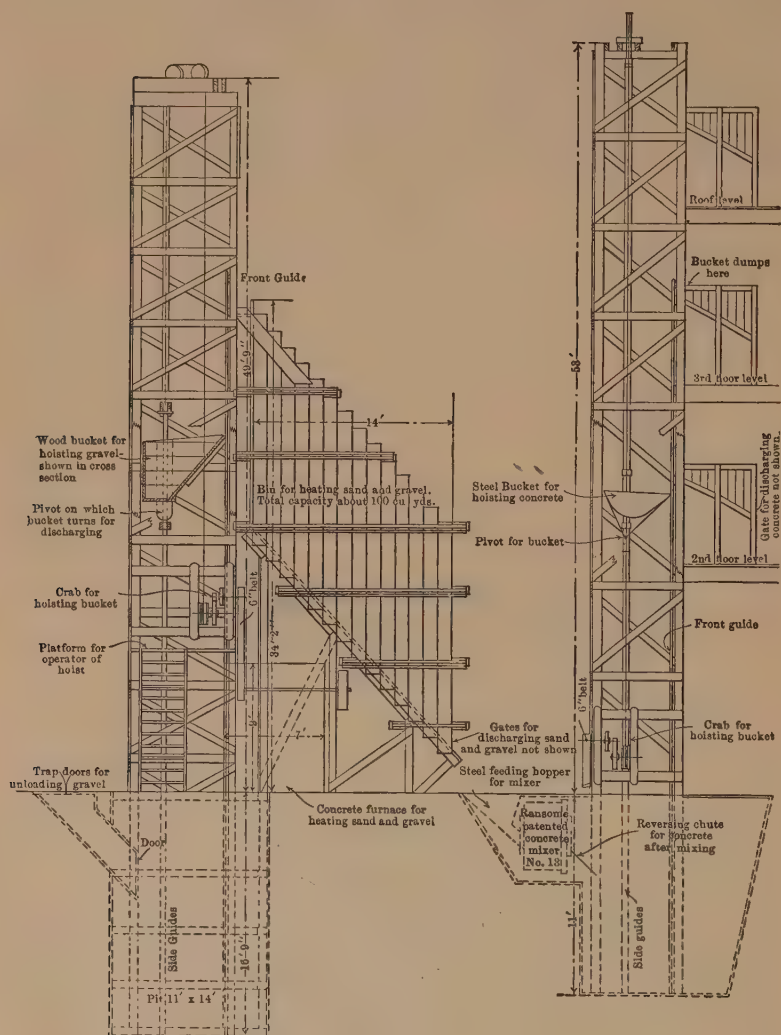 Front Guide
49'-9"
14'
Wood bucket for
hoisting gravel-
shown in cross
section
Bin for heating sand and gravel.
Total capacity about 100 cu. yds.
Pivot on which
bucket turns for
discharging
Crab for
hoisting bucket
6" belt
34'-2"
Platform for
operator of
hoist
9'
7'
Gates for
discharging sand
and gravel not shown
Trap doors for
unloading gravel
Concrete furnace for
heating sand and gravel
Door
Side Guides
15'-9"
Pit 11' x 14'
Roof level
Bucket dumps
here
53'
3rd floor level
Steel Bucket for
hoisting concrete
Gate for discharging
concrete not shown.
Pivot for bucket
2nd floor level
Front guide
6" belt
Crab for
hoisting bucket
Steel feeding hopper
for mixer
Ransome
patented
concrete
mixer
No. 13
Reversing chute
for concrete
after mixing
11'
Side guides